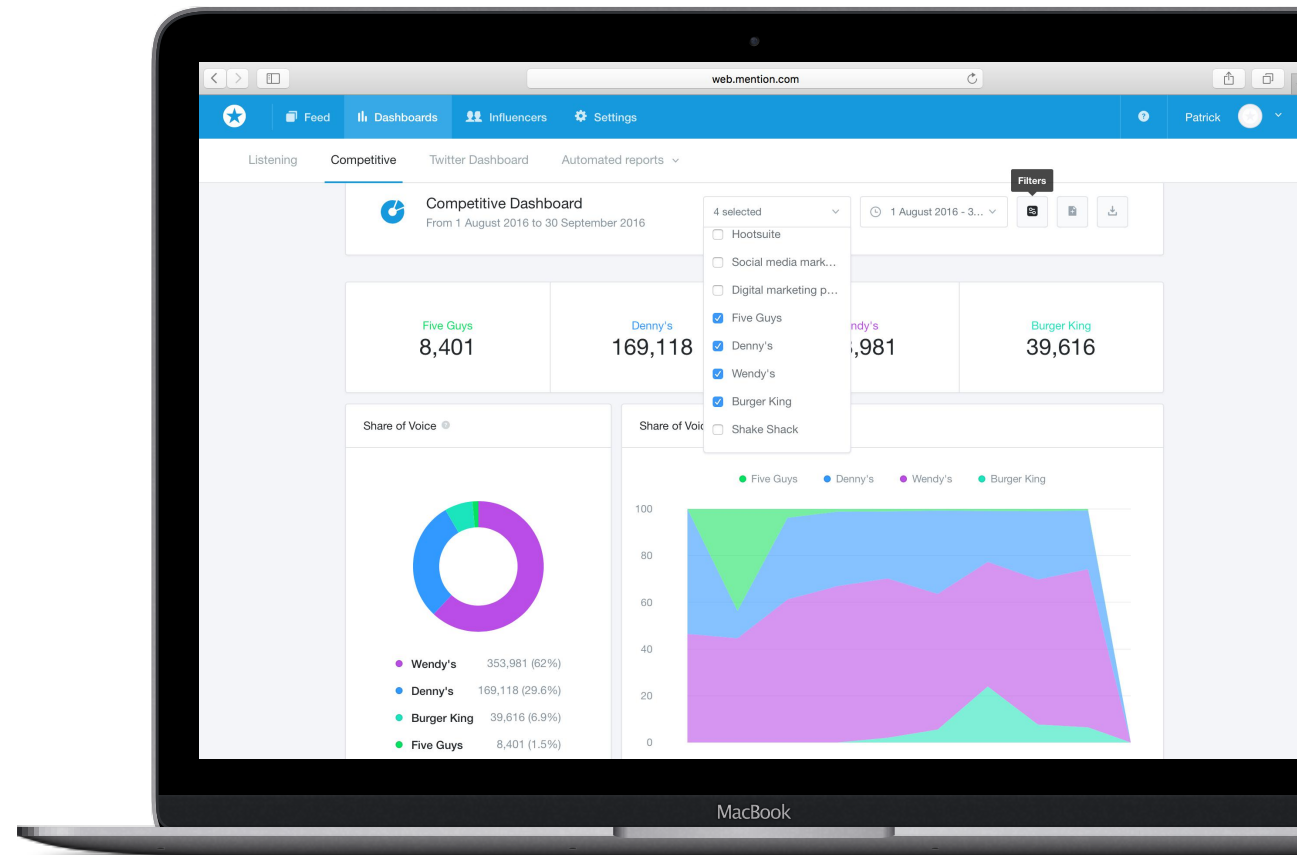 web.mention.com
Feed
Dashboards
Influencers
Settings
?
Patrick
Listening
Competitive
Twitter Dashboard
Automated reports
Filters
Competitive Dashboard
From 1 August 2016 to 30 September 2016
4 selected
1 August 2016 - 3...
Hootsuite
Social media mark...
Digital marketing p...
Five Guys
Denny's
Wendy's
Burger King
Shake Shack
Five Guys
8,401
Denny's
169,118
ndy's
,981
Burger King
39,616
Share of Voice ?
Share of Voic
Five Guys
Denny's
Wendy's
Burger King
100
80
60
40
20
0
Wendy's 353,981 (62%)
Denny's 169,118 (29.6%)
Burger King 39,616 (6.9%)
Five Guys 8,401 (1.5%)
MacBook